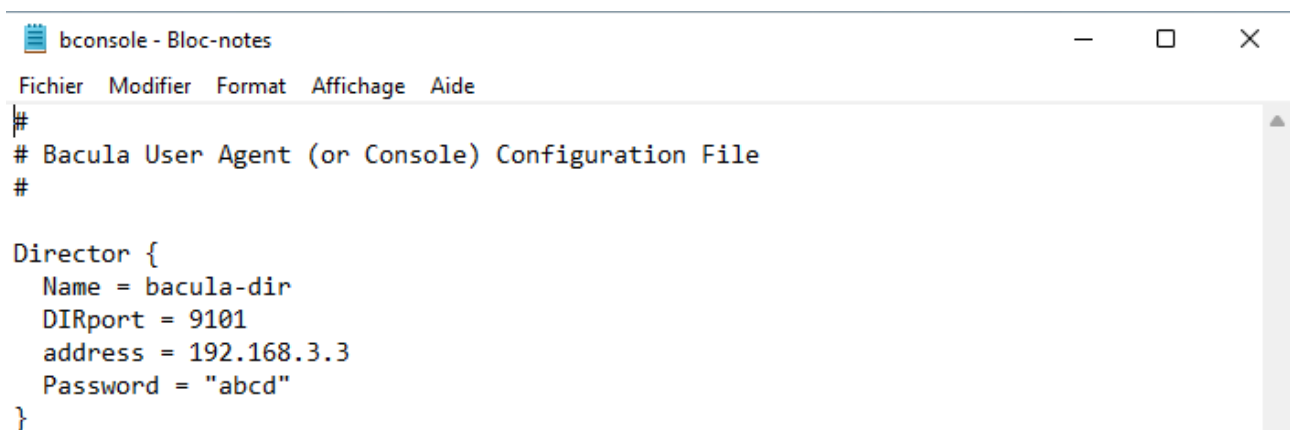 bconsole - Bloc-notes
Fichier Modifier Format Affichage Aide
#
# Bacula User Agent (or Console) Configuration File
#
Director {
Name = bacula-dir
DIRport = 9101
address = 192.168.3.3
Password = "abcd"
}